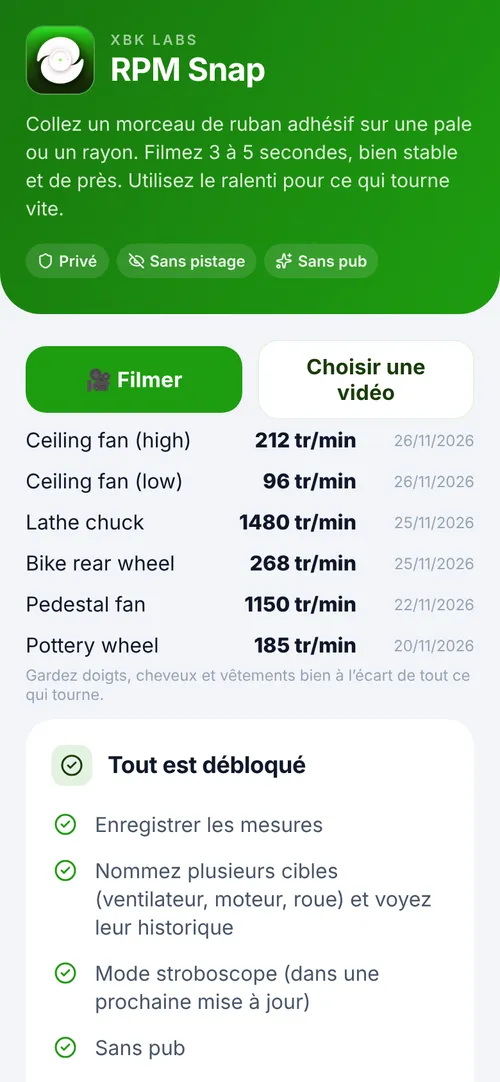 XBK LABS
RPM Snap
Collez un morceau de ruban adhésif sur une pale
ou un rayon. Filmez 3 à 5 secondes, bien stable
et de près. Utilisez le ralenti pour ce qui tourne
vite.
Privé
Sans pistage
Sans pub
Filmer
Choisir une
vidéo
Ceiling fan (high) 212 tr/min 26/11/2026
Ceiling fan (low) 96 tr/min 26/11/2026
Lathe chuck 1480 tr/min 25/11/2026
Bike rear wheel 268 tr/min 25/11/2026
Pedestal fan 1150 tr/min 22/11/2026
Pottery wheel 185 tr/min 20/11/2026
Gardez doigts, cheveux et vêtements bien à l’écart de tout ce
qui tourne.
Tout est débloqué
Enregistrer les mesures
Nommez plusieurs cibles
(ventilateur, moteur, roue) et voyez
leur historique
Mode stroboscope (dans une
prochaine mise à jour)
Sans pub